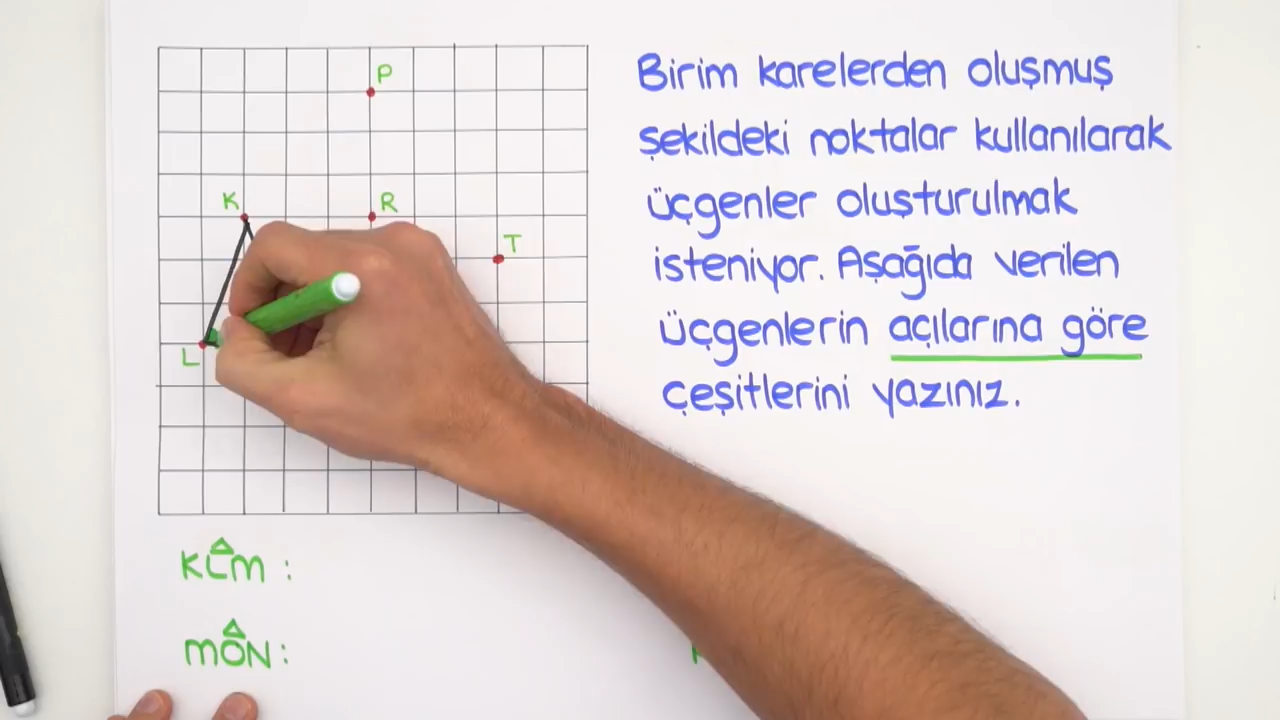 P
K
R
T
L
Birim karelerden oluşmuş
şekildeki noktalar kullanılarak
üçgenler oluşturulmak
isteniyor. Aşağıda verilen
üçgenlerin açılarına göre
çeşitlerini yazınız.
KLM :
MON :